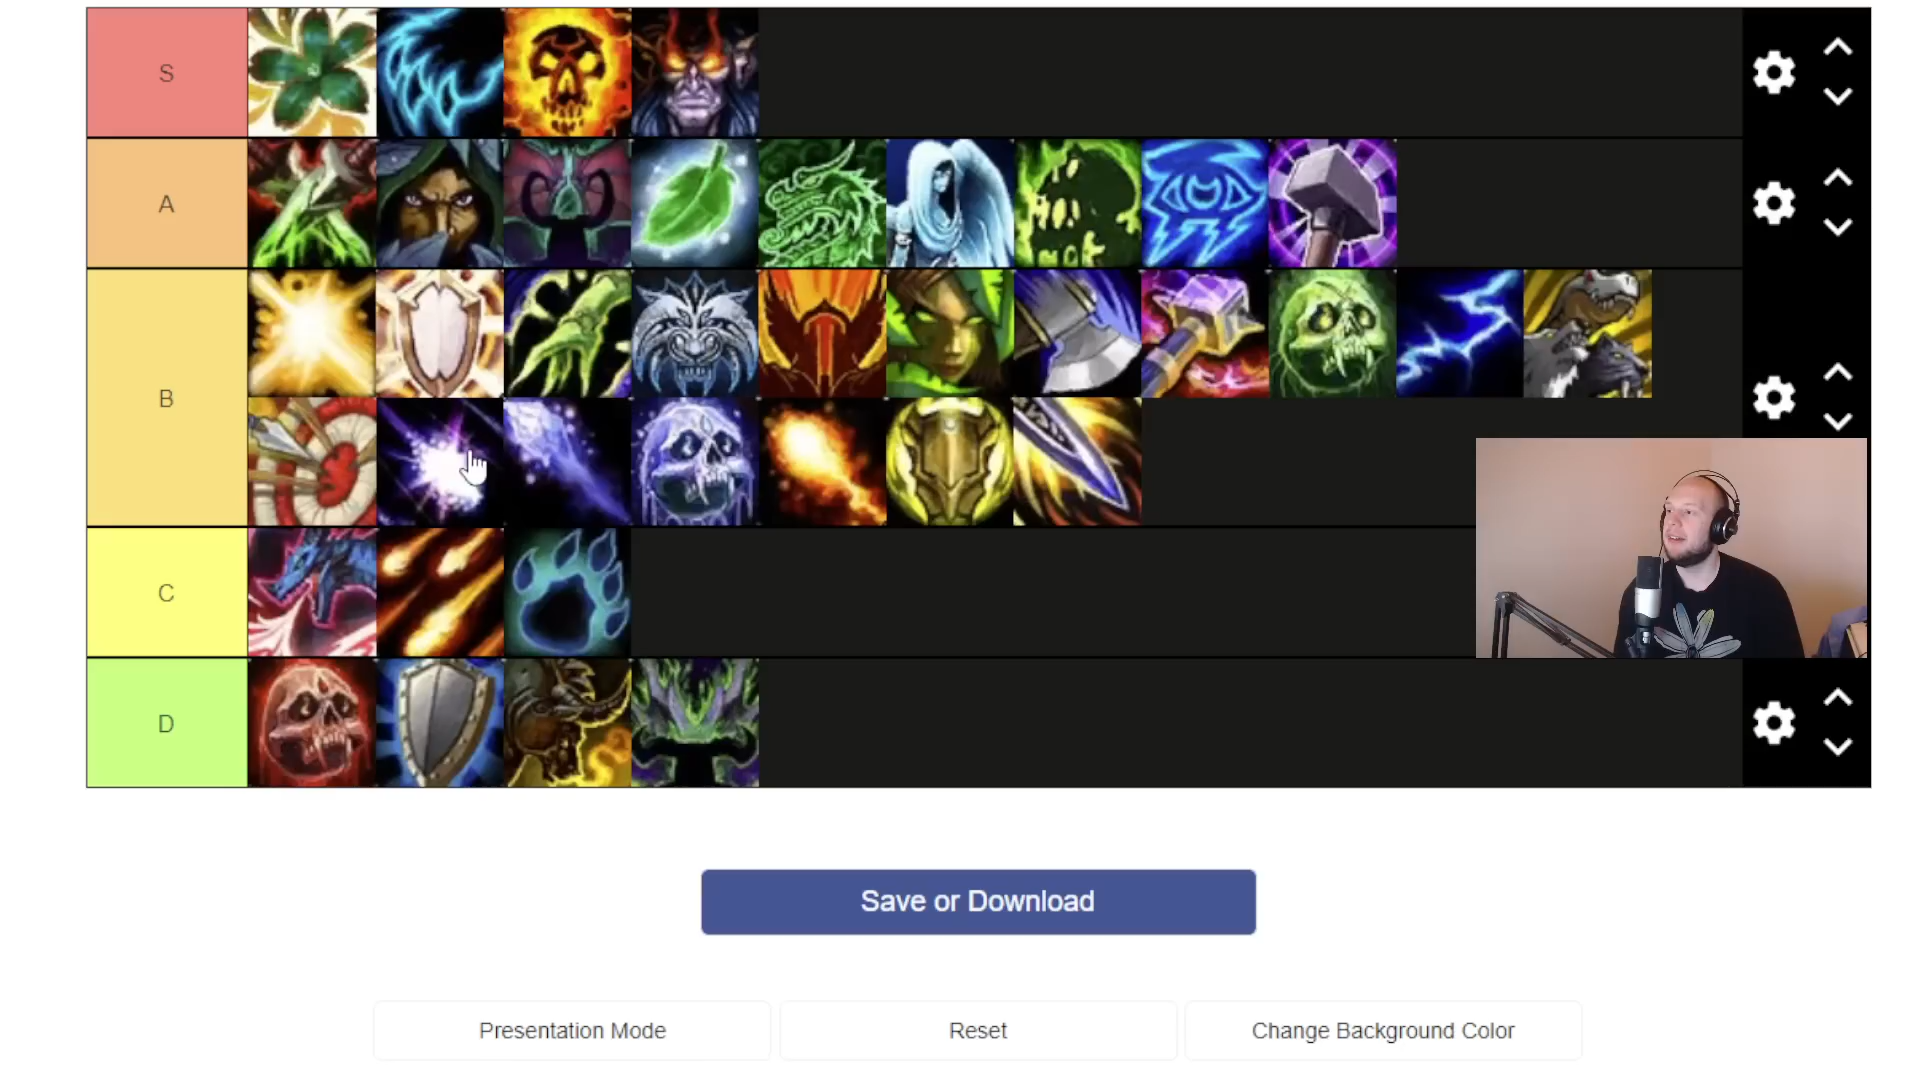 S
A
B
C
D
Save or Download
Presentation Mode
Reset
Change Background Color